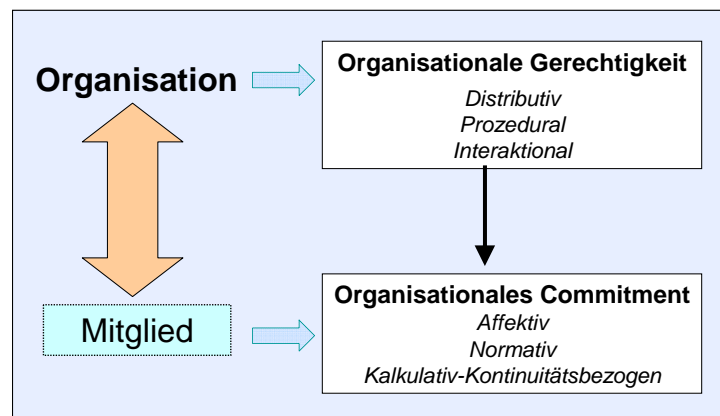 Organisation
Organisationale Gerechtigkeit
Distributiv
Prozedural
Interaktional
Mitglied
Organisationales Commitment
Affektiv
Normativ
Kalkulativ-Kontinuitätsbezogen